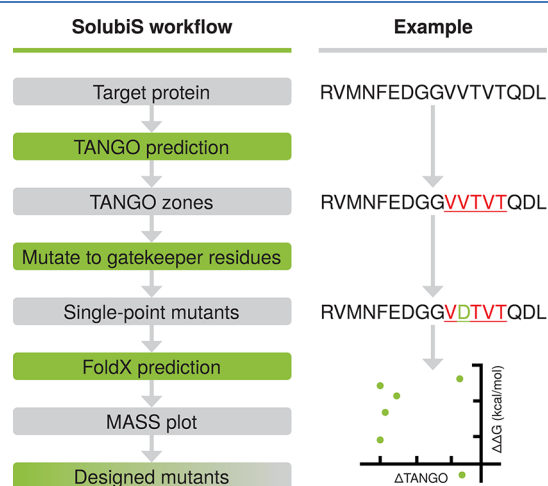 SolubiS workflow
Example
Target protein
RVMNFEDGGVVTVTQDL
TANGO prediction
TANGO zones
RVMNFEDGGVVTVTQDL
Mutate to gatekeeper residues
Single-point mutants
RVMNFEDGGVDTVTQDL
FoldX prediction
ΔΔG (kcal/mol)
MASS plot
ΔTANGO
Designed mutants